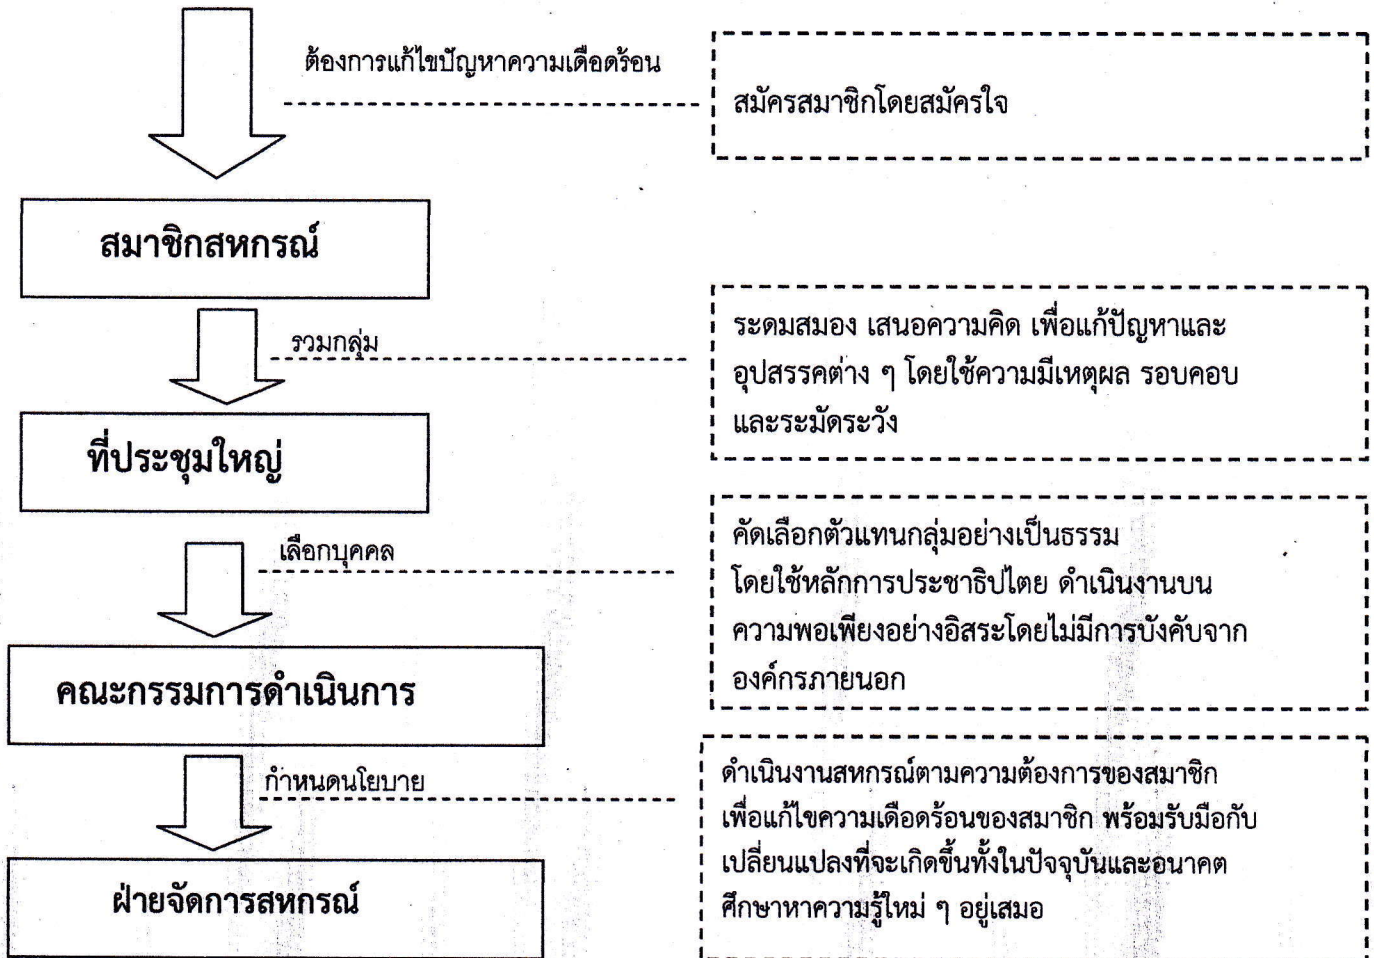 ต้องการแก้ไขปัญหาความเดือดร้อน
สมัครสมาชิกโดยสมัครใจ
สมาชิกสหกรณ์
รวมกลุ่ม
ระดมสมอง เสนอความคิด เพื่อแก้ปัญหาและ
อุปสรรคต่าง ๆ โดยใช้ความมีเหตุผล รอบคอบ
และระมัดระวัง
ที่ประชุมใหญ่
เลือกบุคคล
คัดเลือกตัวแทนกลุ่มอย่างเป็นธรรม
โดยใช้หลักการประชาธิปไตย ดำเนินงานบน
ความพอเพียงอย่างอิสระโดยไม่มีการบังคับจาก
องค์กรภายนอก
คณะกรรมการดำเนินการ
กำหนดนโยบาย
ดำเนินงานสหกรณ์ตามความต้องการของสมาชิก
เพื่อแก้ไขความเดือดร้อนของสมาชิก พร้อมรับมือกับ
เปลี่ยนแปลงที่จะเกิดขึ้นทั้งในปัจจุบันและอนาคต
ศึกษาหาความรู้ใหม่ ๆ อยู่เสมอ
ฝ่ายจัดการสหกรณ์